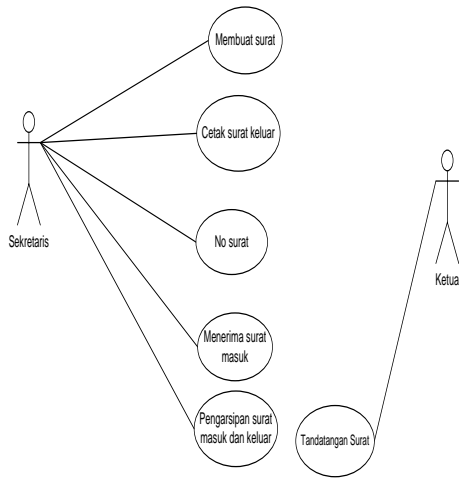 Membuat surat
Cetak surat keluar
Sekretaris
No surat
Ketua
Menerima surat
masuk
Pengarsipan surat
masuk dan keluar
Tandatangan Surat